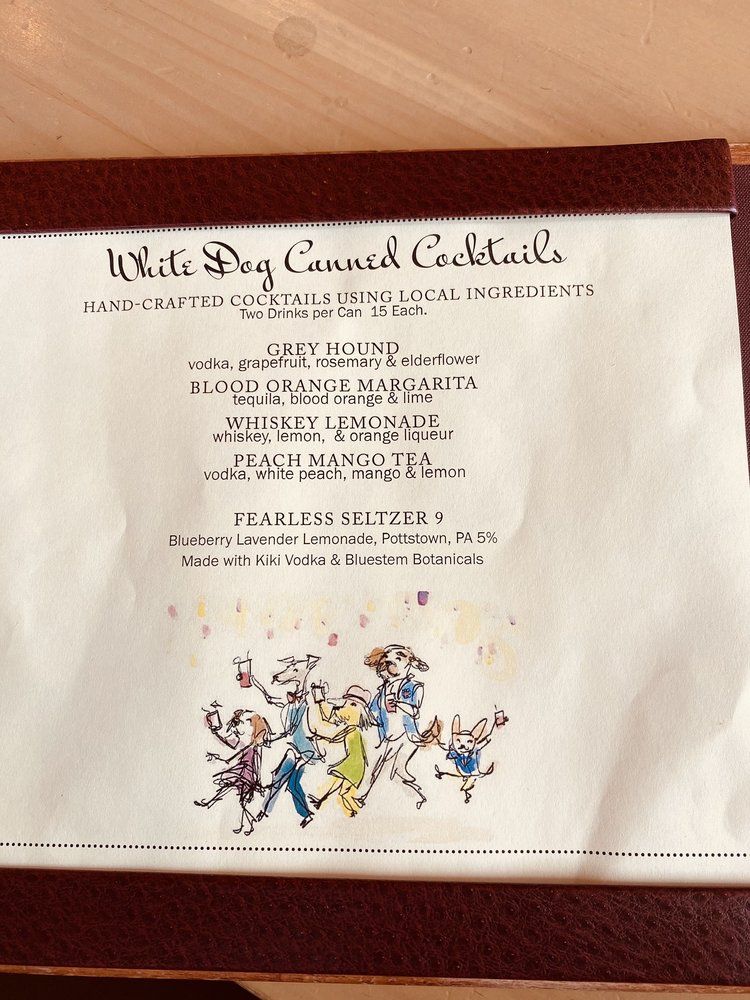 White Dog Canned Cocktails
HAND-CRAFTED COCKTAILS USING LOCAL INGREDIENTS
Two Drinks per Can 15 Each.
GREY HOUND
vodka, grapefruit, rosemary & elderflower
BLOOD ORANGE MARGARITA
tequila, blood orange & lime
WHISKEY LEMONADE
whiskey, lemon, & orange liqueur
PEACH MANGO TEA
vodka, white peach, mango & lemon
FEARLESS SELTZER 9
Blueberry Lavender Lemonade, Pottstown, PA 5%
Made with Kiki Vodka & Bluestem Botanicals